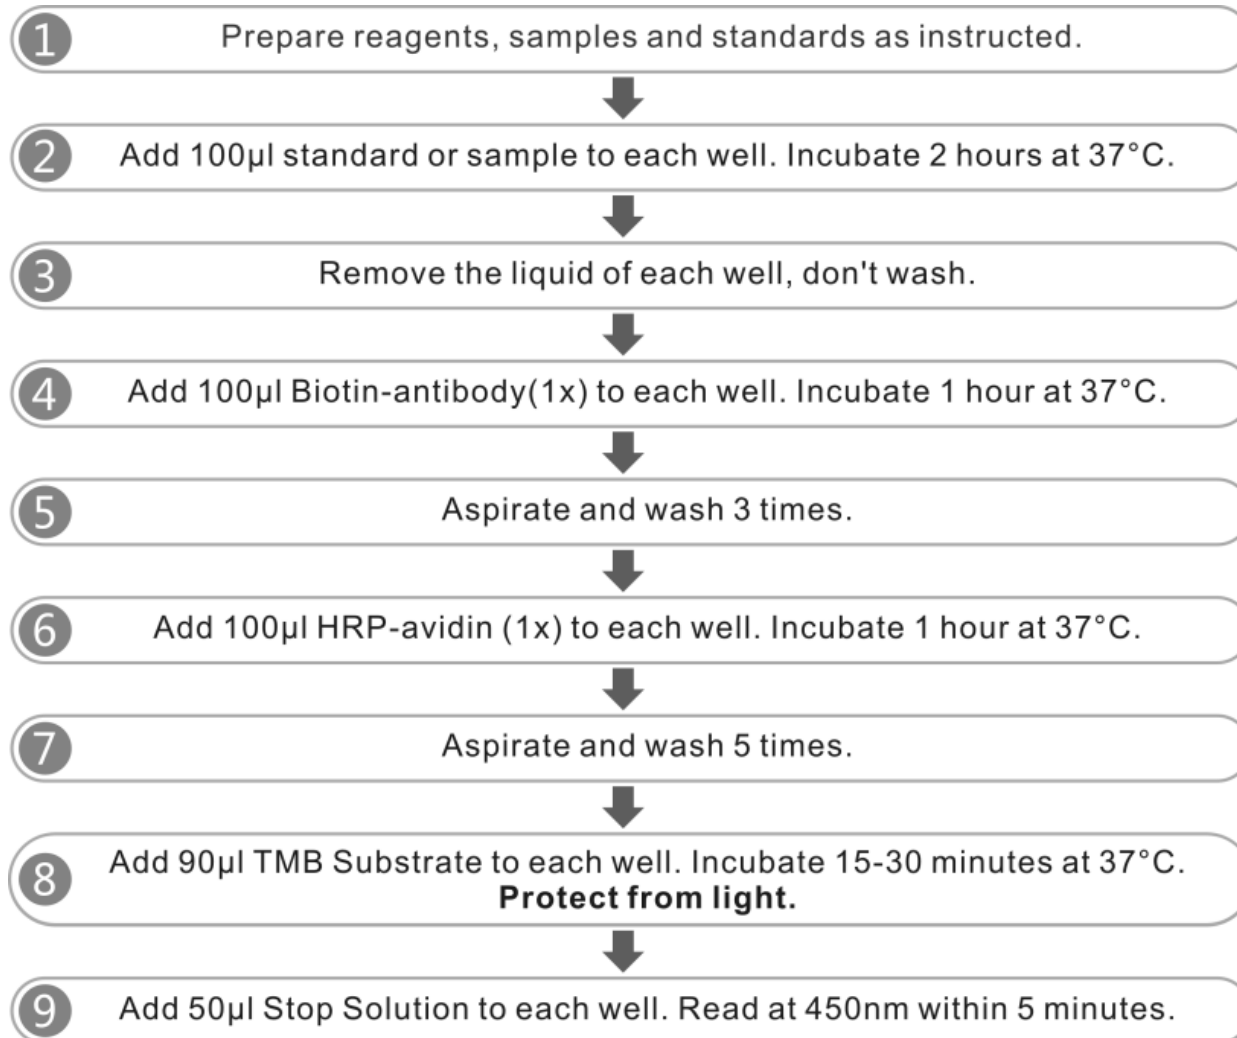 1
Prepare reagents, samples and standards as instructed.
2
Add 100µl standard or sample to each well. Incubate 2 hours at 37°C.
3
Remove the liquid of each well, don't wash.
4
Add 100µl Biotin-antibody(1x) to each well. Incubate 1 hour at 37°C.
5
Aspirate and wash 3 times.
6
Add 100µl HRP-avidin (1x) to each well. Incubate 1 hour at 37°C.
7
Aspirate and wash 5 times.
8
Add 90µl TMB Substrate to each well. Incubate 15-30 minutes at 37°C.
Protect from light.
9
Add 50µl Stop Solution to each well. Read at 450nm within 5 minutes.